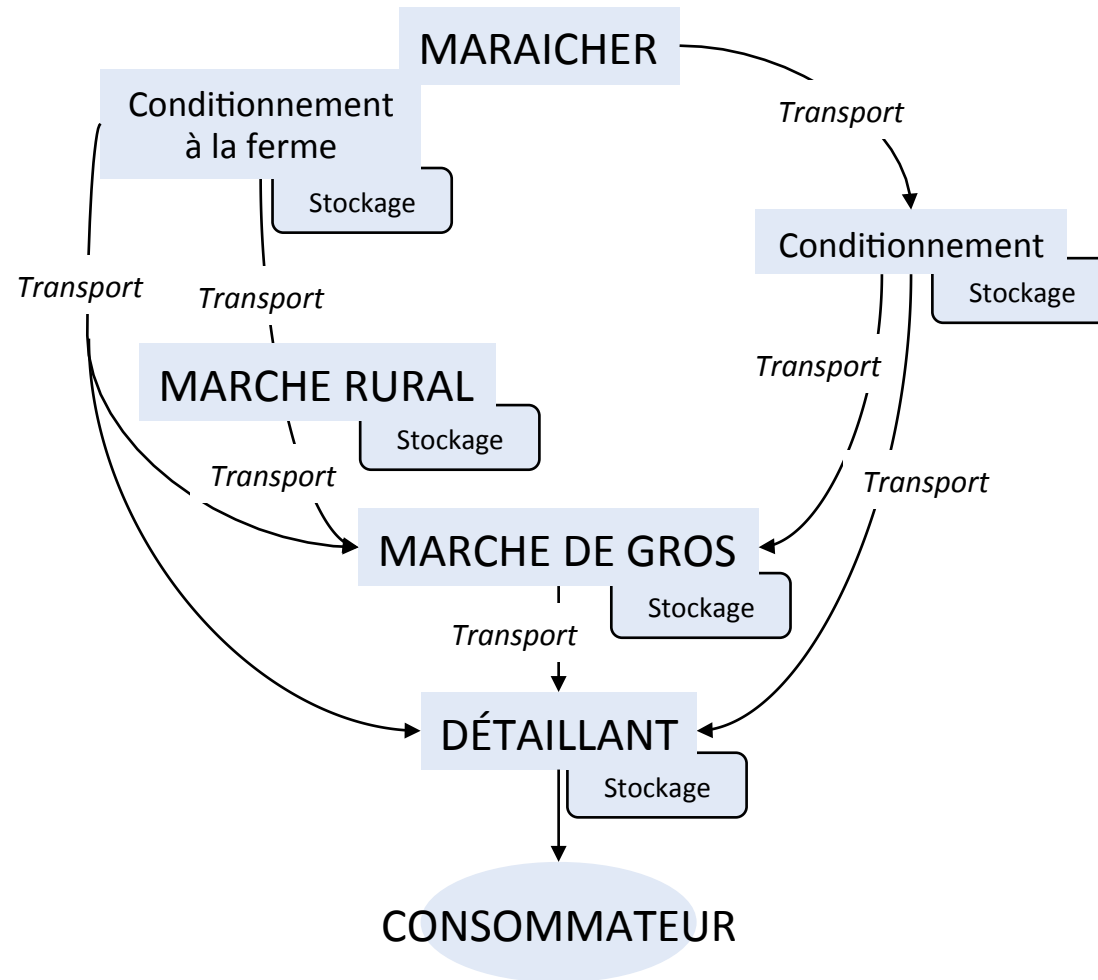 MARAICHER
Conditionnement
à la ferme
Transport
Stockage
Conditionnement
Stockage
Transport
Transport
MARCHE RURAL
Transport
Stockage
Transport
Transport
MARCHE DE GROS
Stockage
Transport
DÉTAILLANT
Stockage
CONSOMMATEUR